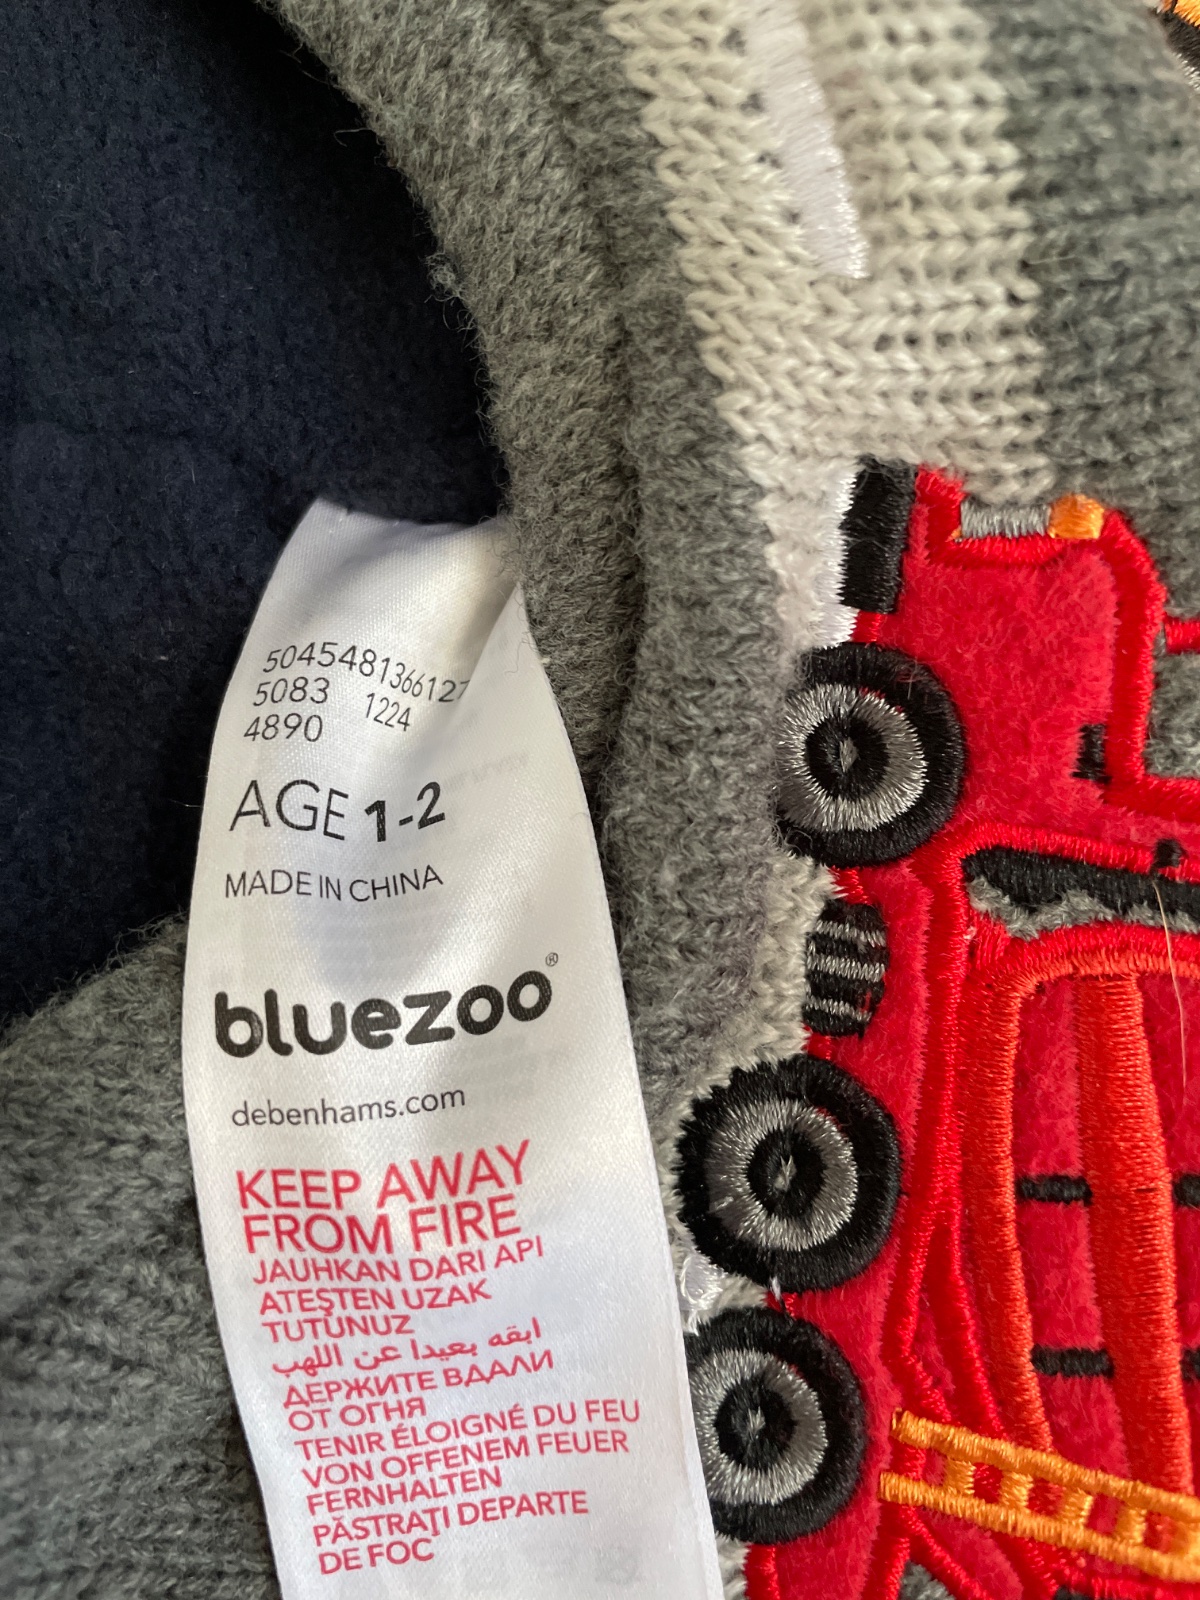 5045481366127
5083 1224
4890
AGE 1-2
MADE IN CHINA
bluezoo®
debenhams.com
KEEP AWAY
FROM FIRE
JAUHKAN DARI API
ATEŞTEN UZAK
TUTUNUZ
ابقه بعيدا عن اللهب
ДЕРЖИТЕ ВДАЛИ
ОТ ОГНЯ
TENIR ÉLOIGNÉ DU FEU
VON OFFENEM FEUER
FERNHALTEN
PĂSTRAŢI DEPARTE
DE FOC